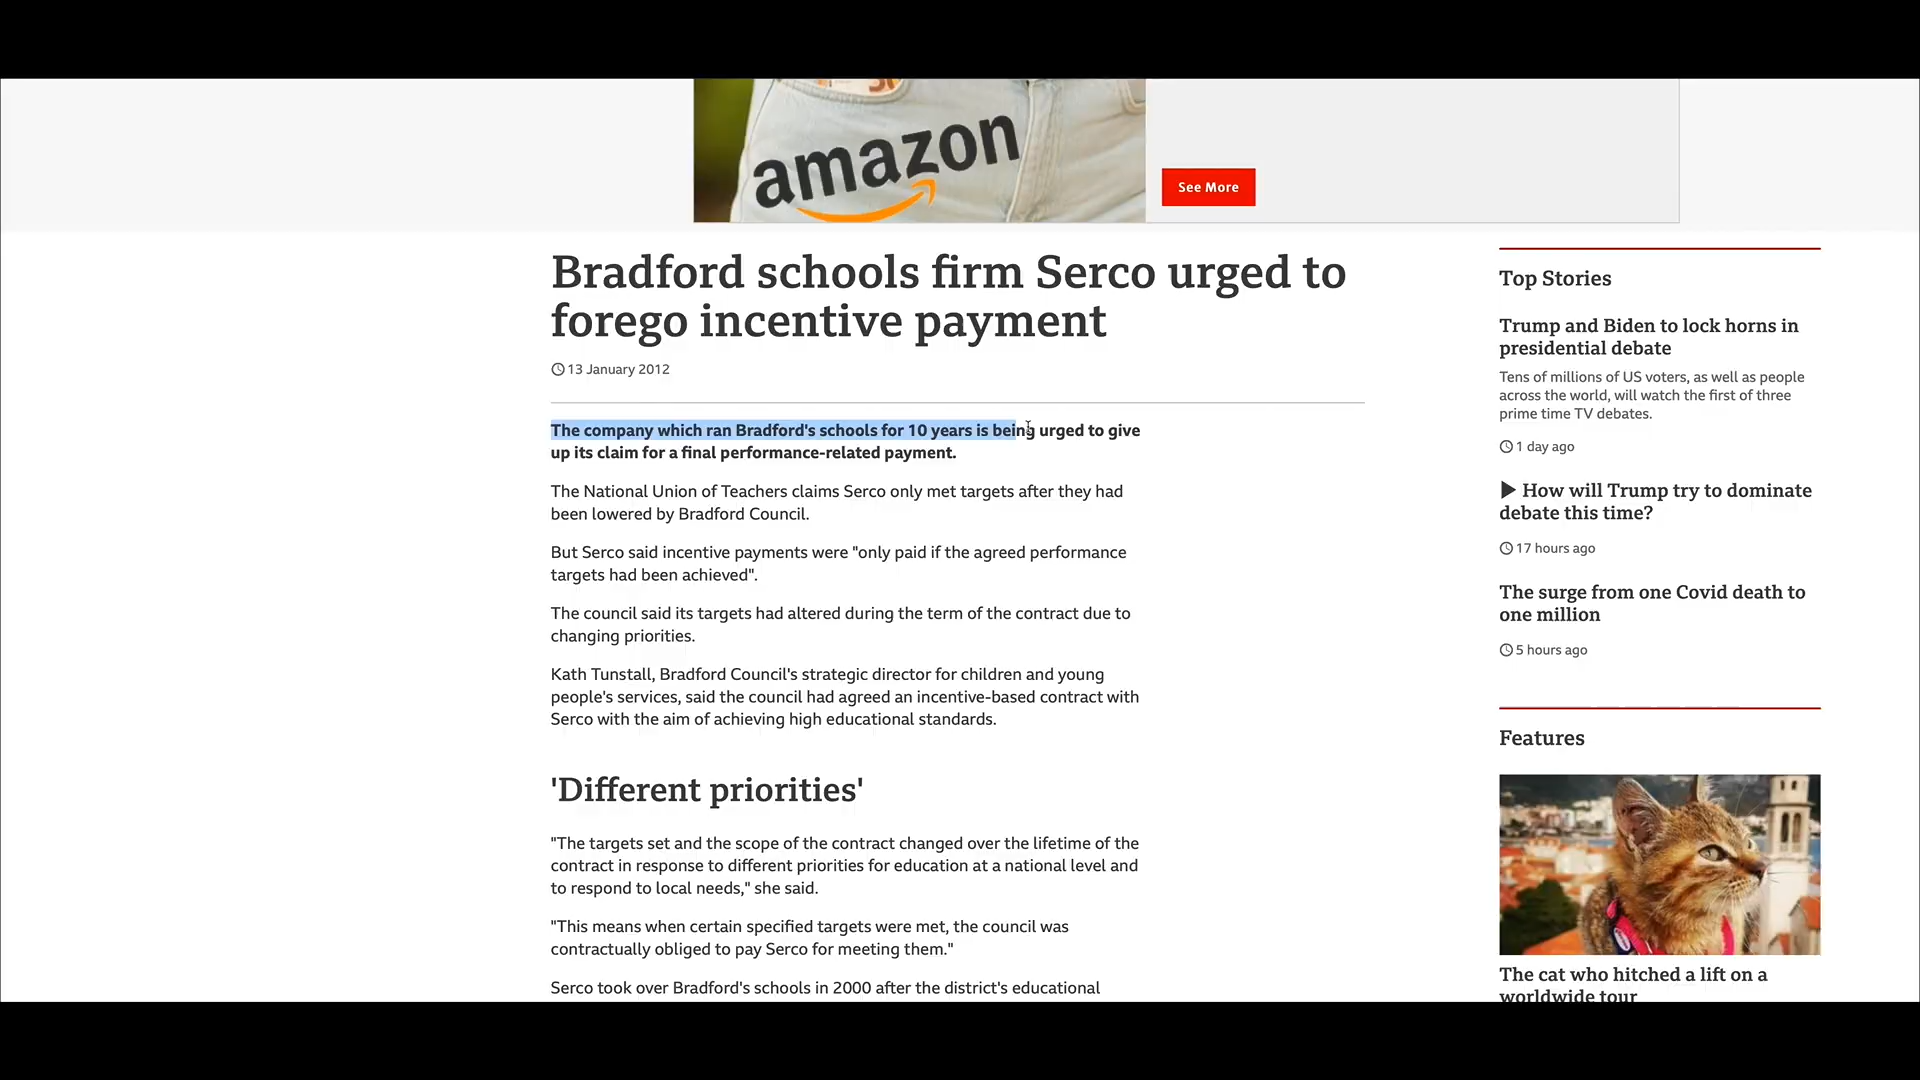 amazon
See More
Bradford schools firm Serco urged to
forego incentive payment
13 January 2012
The company which ran Bradford's schools for 10 years is being urged to give
up its claim for a final performance-related payment.
The National Union of Teachers claims Serco only met targets after they had
been lowered by Bradford Council.
But Serco said incentive payments were "only paid if the agreed performance
targets had been achieved".
The council said its targets had altered during the term of the contract due to
changing priorities.
Kath Tunstall, Bradford Council's strategic director for children and young
people's services, said the council had agreed an incentive-based contract with
Serco with the aim of achieving high educational standards.
'Different priorities'
"The targets set and the scope of the contract changed over the lifetime of the
contract in response to different priorities for education at a national level and
to respond to local needs," she said.
"This means when certain specified targets were met, the council was
contractually obliged to pay Serco for meeting them."
Serco took over Bradford's schools in 2000 after the district's educational
Top Stories
Trump and Biden to lock horns in
presidential debate
Tens of millions of US voters, as well as people
across the world, will watch the first of three
prime time TV debates.
1 day ago
How will Trump try to dominate
debate this time?
17 hours ago
The surge from one Covid death to
one million
5 hours ago
Features
The cat who hitched a lift on a
worldwide tour